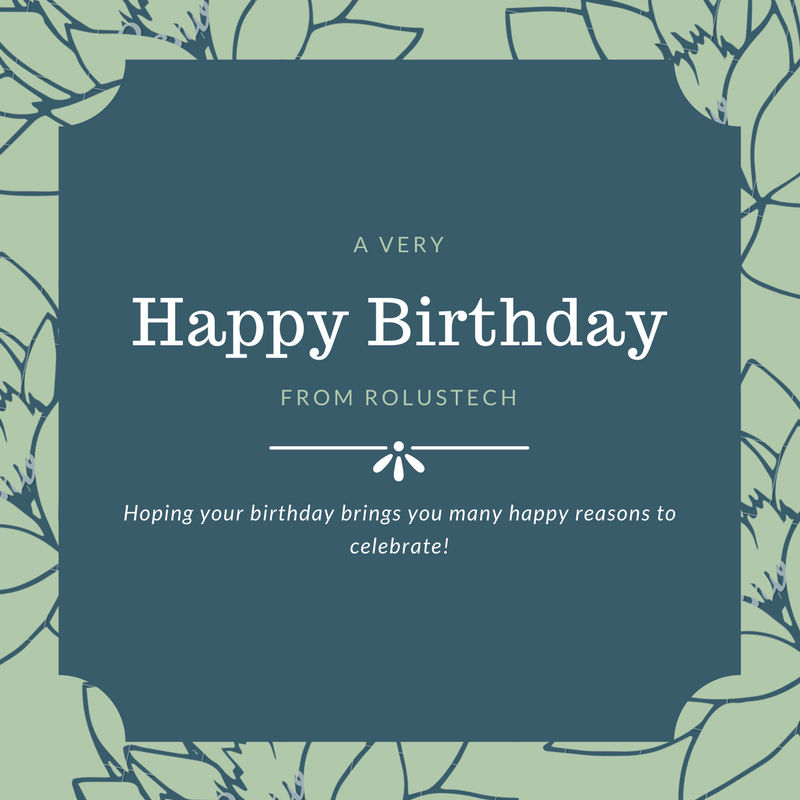 A VERY
Happy Birthday
FROM ROLUSTECH
Hoping your birthday brings you many happy reasons to
celebrate!